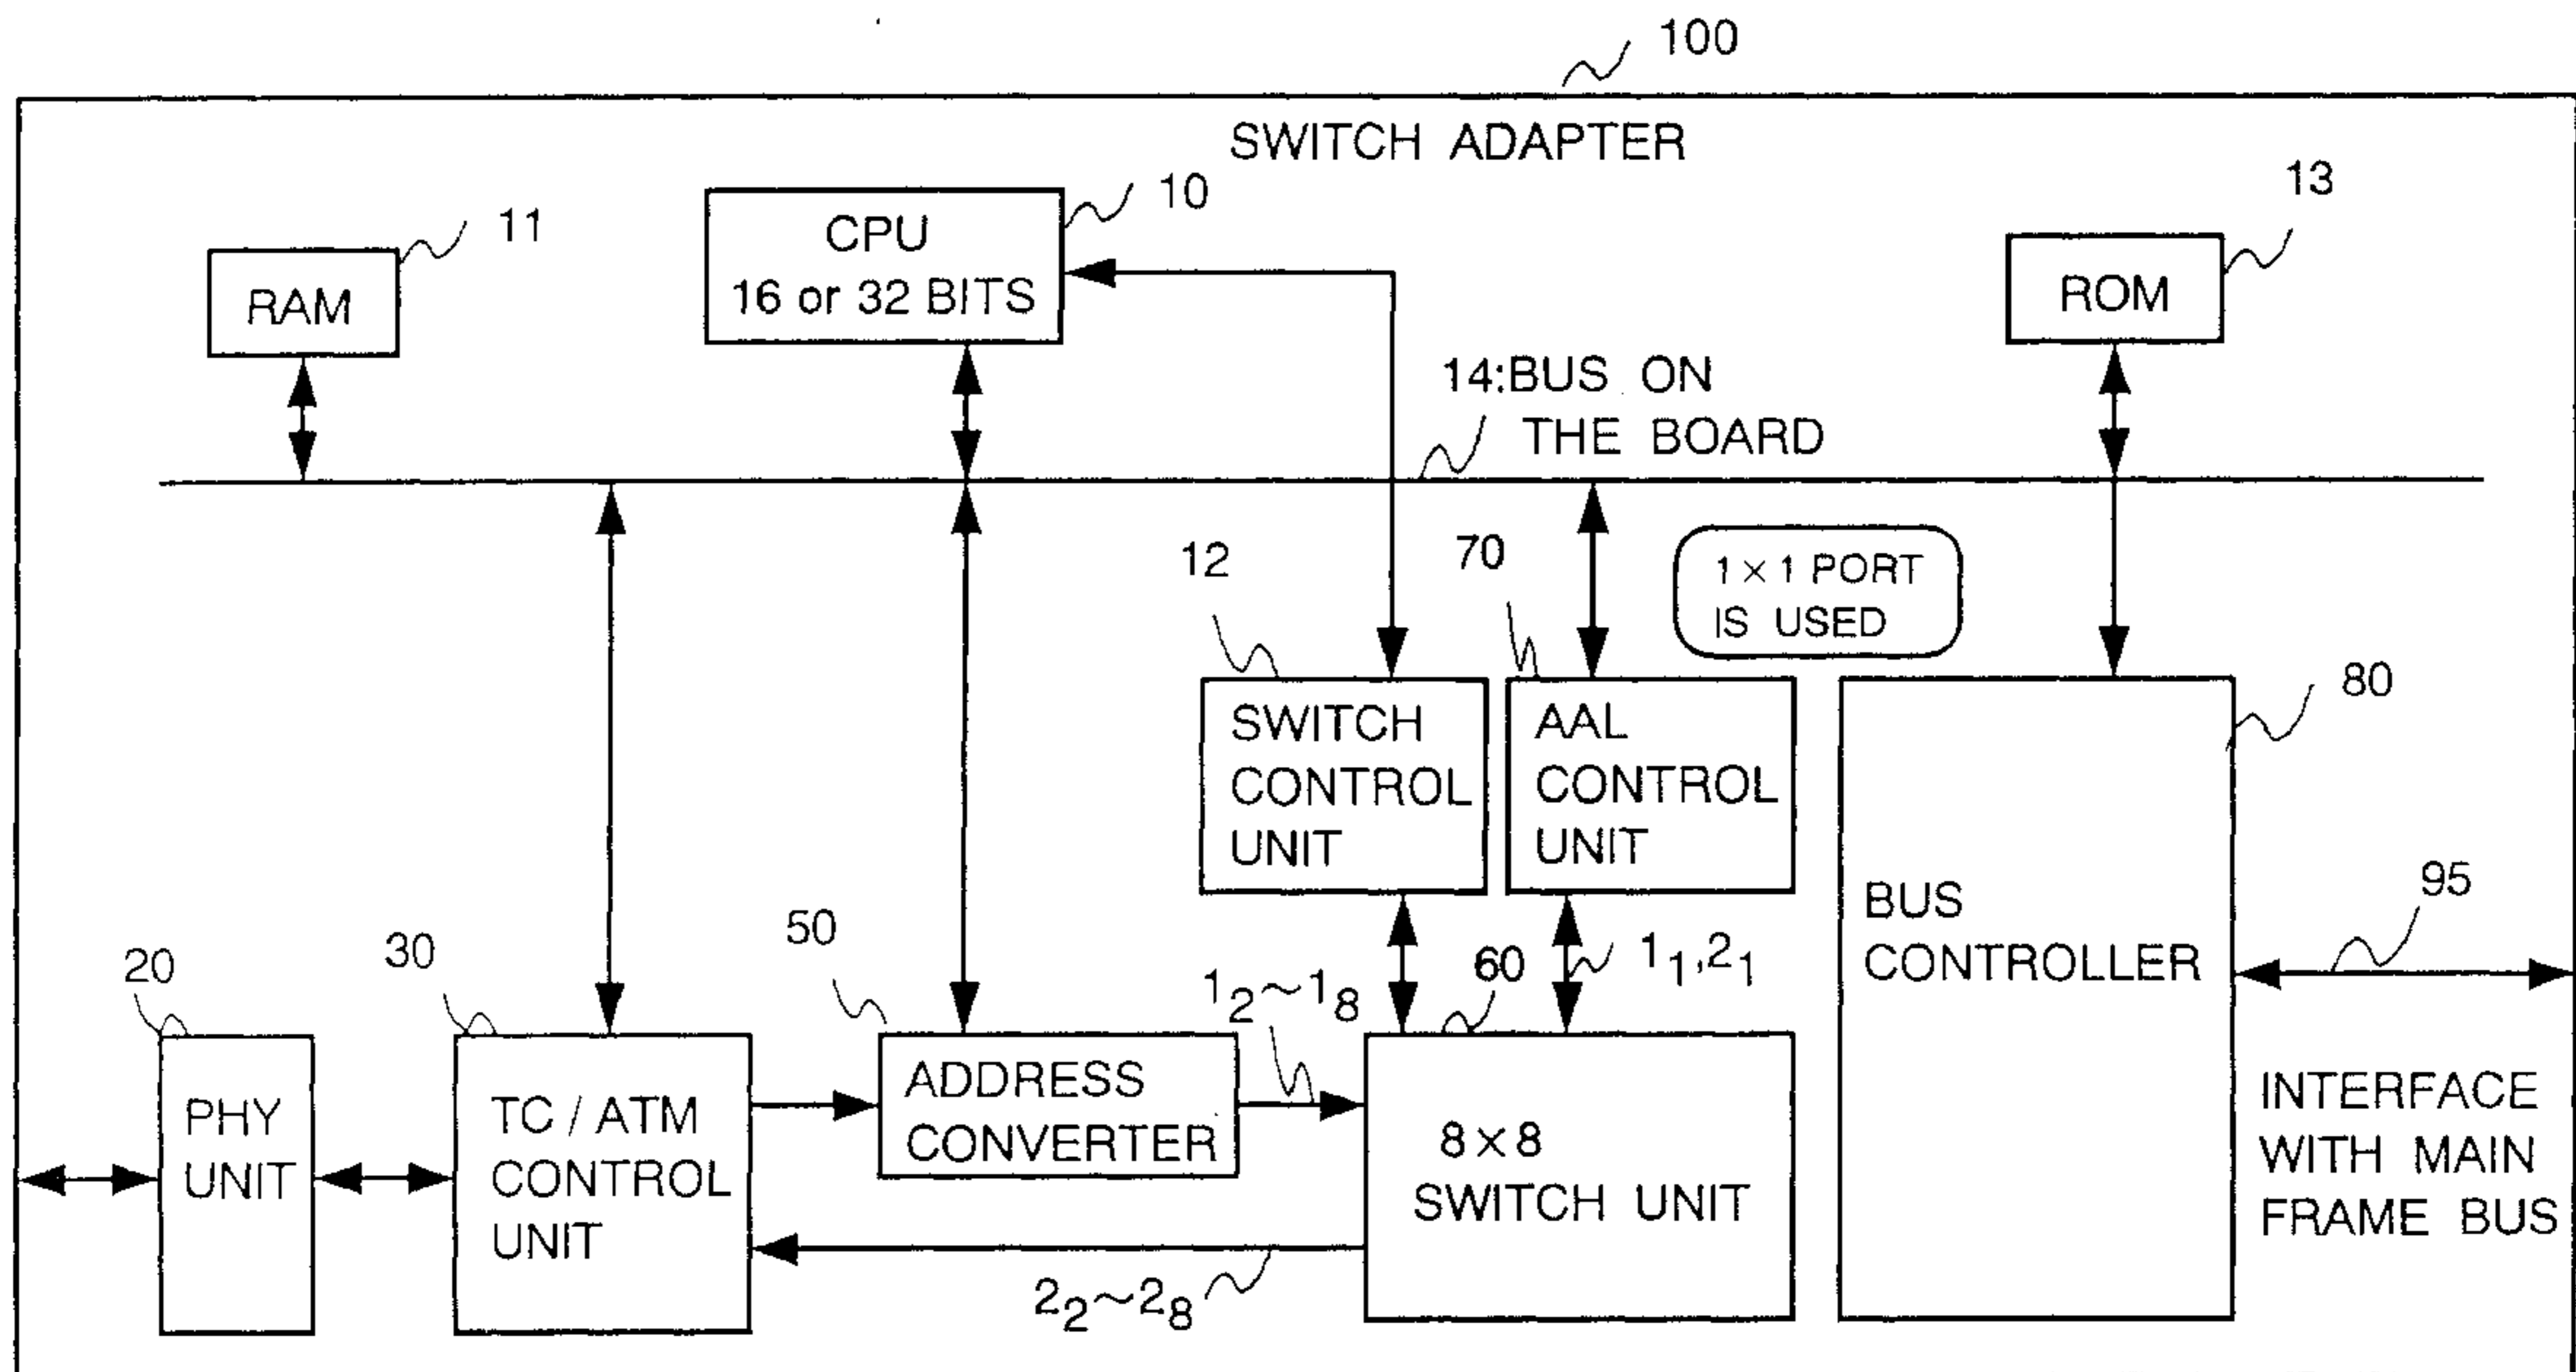 100
SWITCH ADAPTER
11
RAM
10
CPU
16 or 32 BITS
13
ROM
14:BUS ON
THE BOARD
12
SWITCH
CONTROL
UNIT
70
AAL
CONTROL
UNIT
1×1 PORT
IS USED
80
BUS
CONTROLLER
95
INTERFACE
WITH MAIN
FRAME BUS
20
PHY
UNIT
30
TC / ATM
CONTROL
UNIT
50
ADDRESS
CONVERTER
1₂~1₈
60
1₁,2₁
8×8
SWITCH UNIT
2₂~2₈